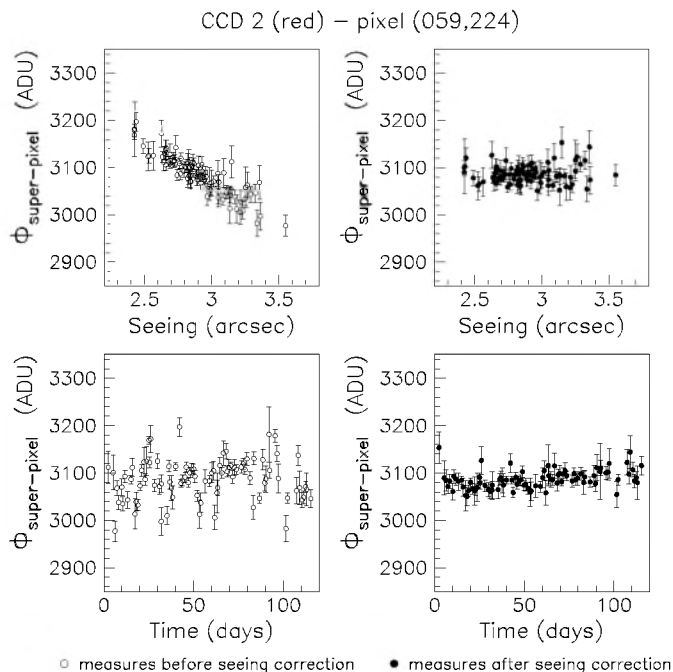 CCD 2 (red) – pixel (059,224)
Φsuper–pixel (ADU)
3300
3200
3100
3000
2900
2.5 3 3.5
Seeing (arcsec)
Φsuper–pixel (ADU)
3300
3200
3100
3000
2900
2.5 3 3.5
Seeing (arcsec)
Φsuper–pixel (ADU)
3300
3200
3100
3000
2900
0 50 100
Time (days)
Φsuper–pixel (ADU)
3300
3200
3100
3000
2900
0 50 100
Time (days)
○ measures before seeing correction ● measures after seeing correction